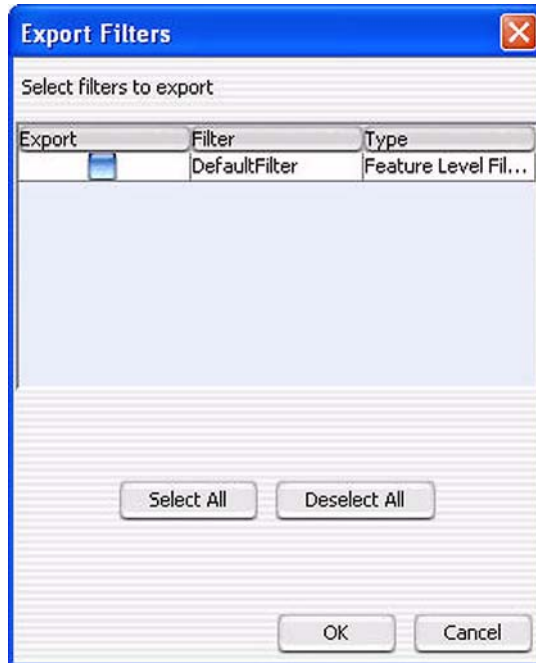 Export Filters
Select filters to export
Export Filter Type
DefaultFilter Feature Level Fil...
Select All Deselect All
OK Cancel